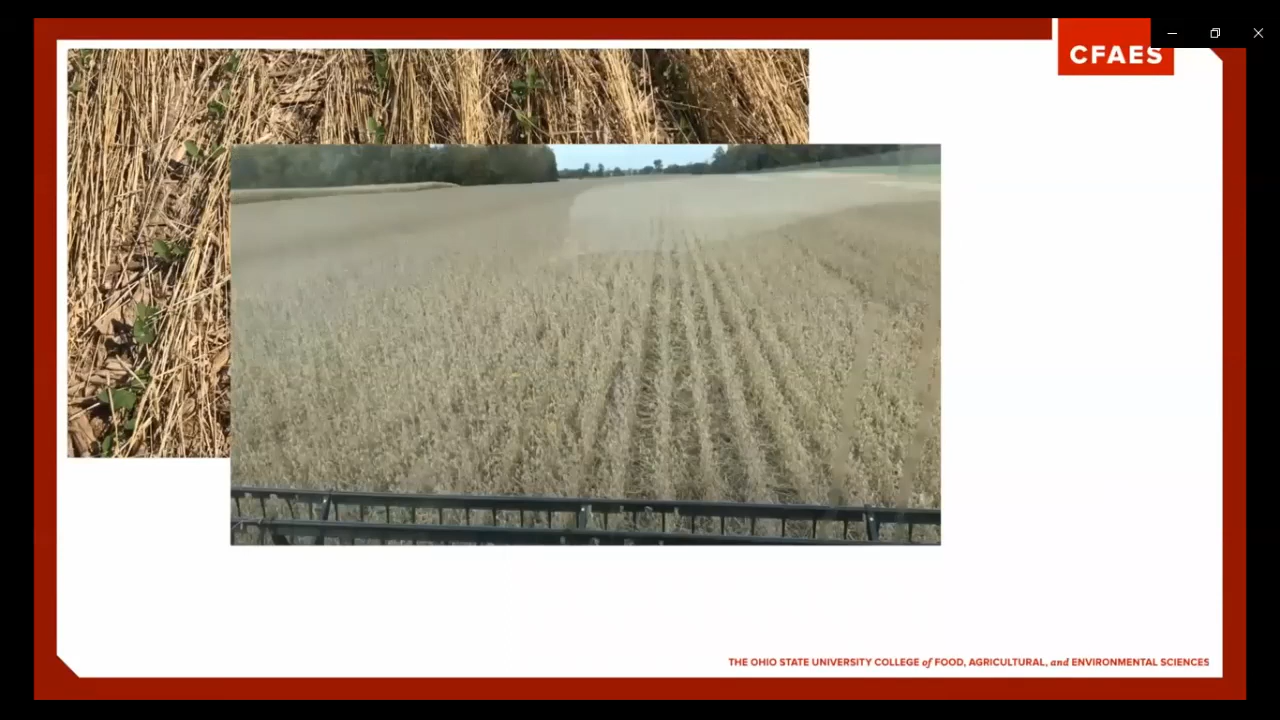 CFAES
THE OHIO STATE UNIVERSITY COLLEGE of FOOD, AGRICULTURAL, and ENVIRONMENTAL SCIENCES